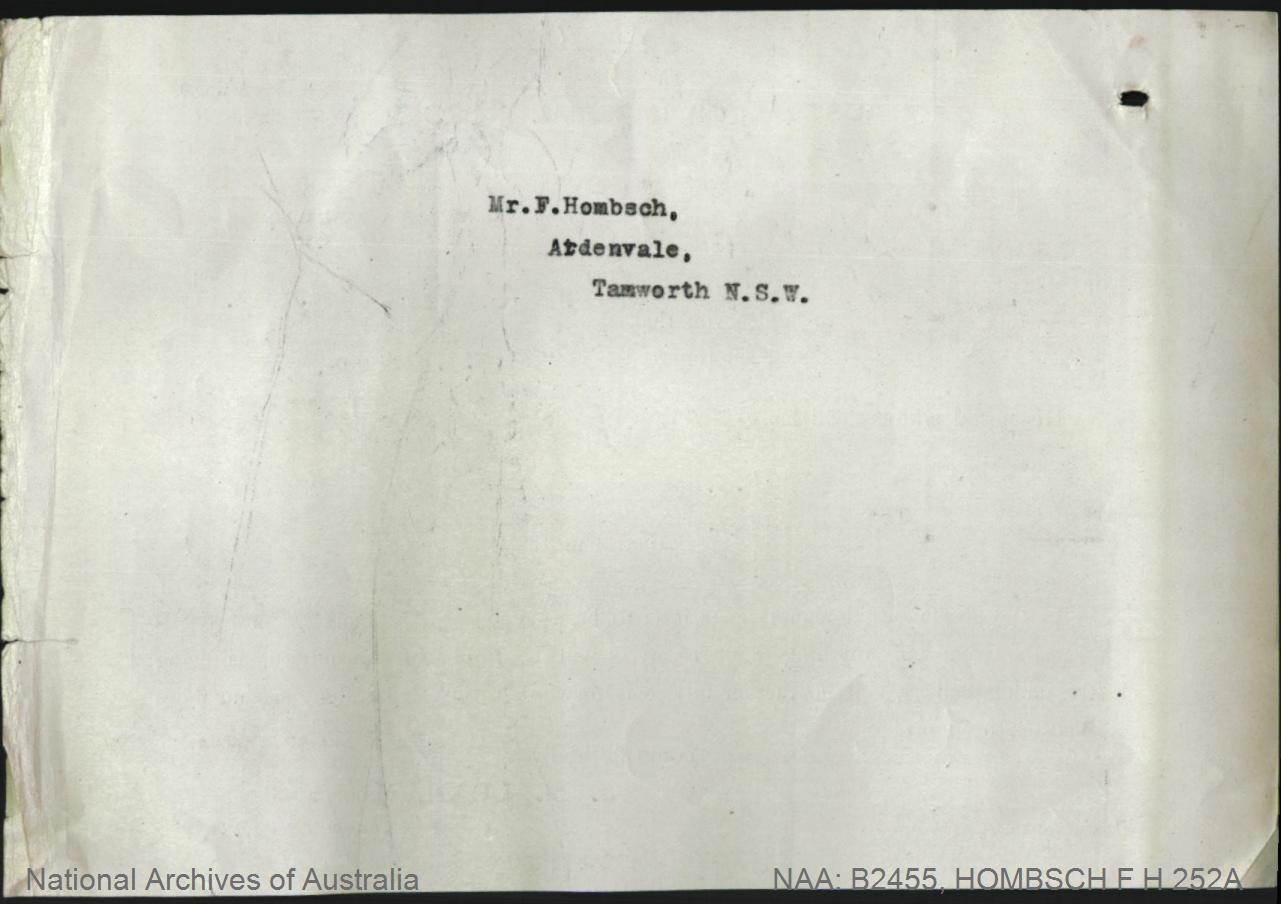 Mr.F.Hombsch,
Ardenvale,
Tamworth N.S.W.
National Archives of Australia
NAA: B2455, HOMBSCH F H 252A